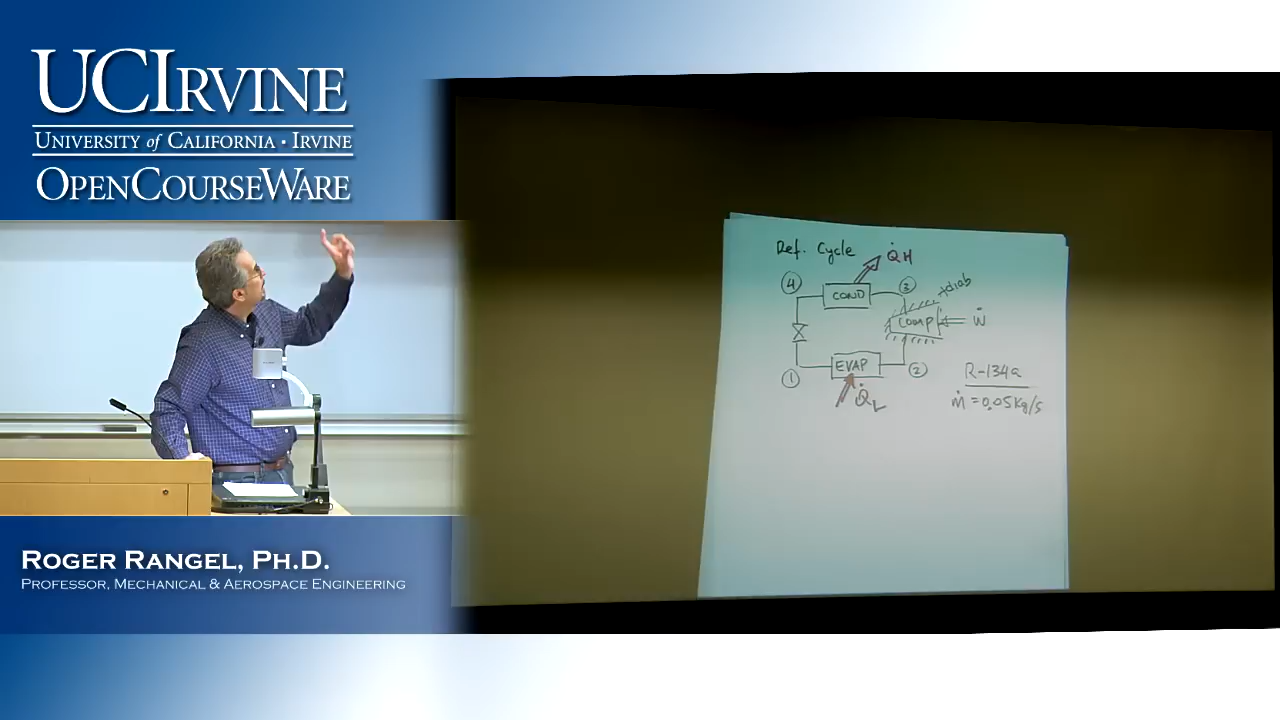 UCIRVINE
UNIVERSITY of CALIFORNIA · IRVINE
OPENCOURSEWARE
Ref. Cycle
Q̇H
④
COND
③
Adiab
COMP
Ẇ
EVAP
①
②
Q̇L
R-134a
ṁ = 0.05 Kg/s
ROGER RANGEL, PH.D.
PROFESSOR, MECHANICAL & AEROSPACE ENGINEERING